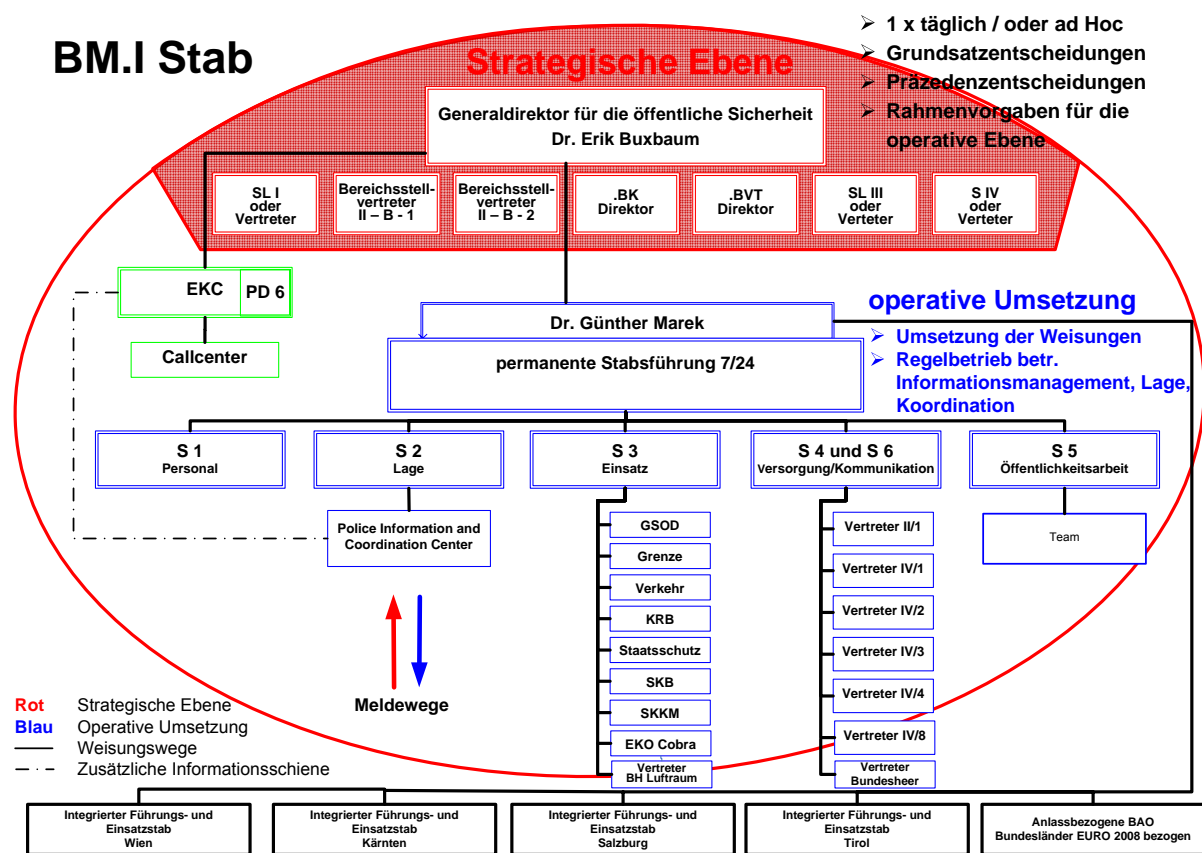 BM.I Stab
Strategische Ebene
➢ 1 x täglich / oder ad Hoc
➢ Grundsatzentscheidungen
➢ Präzedenzentscheidungen
➢ Rahmenvorgaben für die
operative Ebene
Generaldirektor für die öffentliche Sicherheit
Dr. Erik Buxbaum
SL I
oder
Vertreter
Bereichsstell-
vertreter
II – B - 1
Bereichsstell-
vertreter
II – B - 2
.BK
Direktor
.BVT
Direktor
SL III
oder
Verteter
S IV
oder
Verteter
EKC
PD 6
Callcenter
operative Umsetzung
➢ Umsetzung der Weisungen
➢ Regelbetrieb betr.
Informationsmanagement, Lage,
Koordination
Dr. Günther Marek
permanente Stabsführung 7/24
S 1
Personal
S 2
Lage
S 3
Einsatz
S 4 und S 6
Versorgung/Kommunikation
S 5
Öffentlichkeitsarbeit
Police Information and
Coordination Center
GSOD
Grenze
Verkehr
KRB
Staatsschutz
SKB
SKKM
EKO Cobra
Vertreter
BH Luftraum
Vertreter II/1
Vertreter IV/1
Vertreter IV/2
Vertreter IV/3
Vertreter IV/4
Vertreter IV/8
Vertreter
Bundesheer
Team
Meldewege
Rot Strategische Ebene
Blau Operative Umsetzung
Weisungswege
Zusätzliche Informationsschiene
Integrierter Führungs- und
Einsatzstab
Wien
Integrierter Führungs- und
Einsatzstab
Kärnten
Integrierter Führungs- und
Einsatzstab
Salzburg
Integrierter Führungs- und
Einsatzstab
Tirol
Anlassbezogene BAO
Bundesländer EURO 2008 bezogen